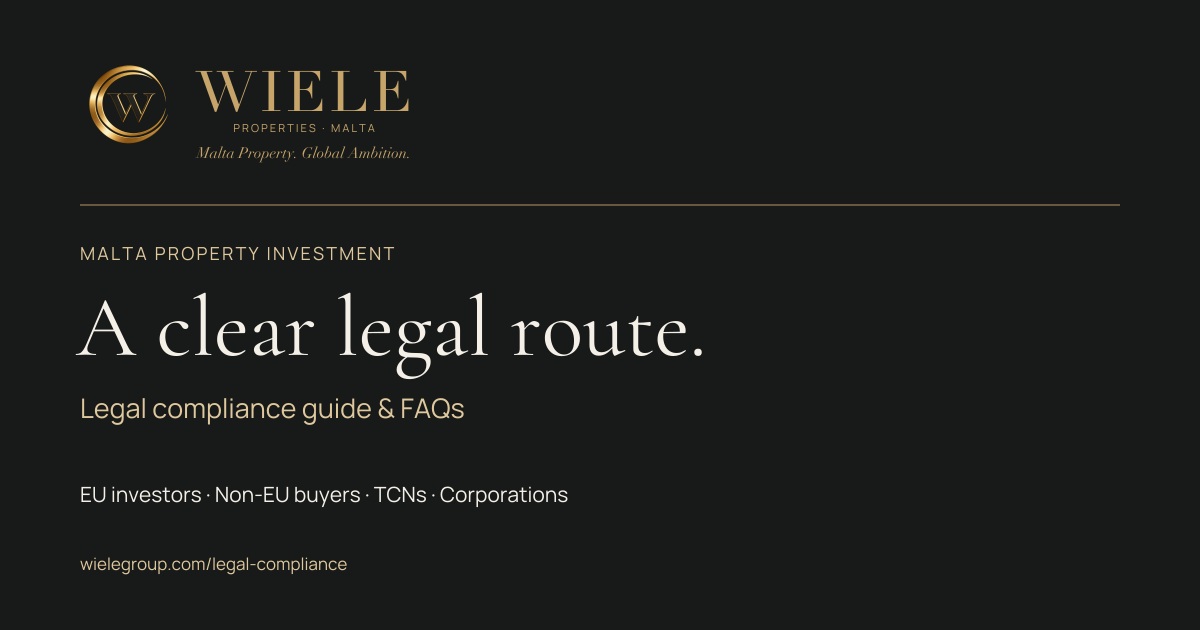 W
WIELE
PROPERTIES · MALTA
Malta Property. Global Ambition.
MALTA PROPERTY INVESTMENT
A clear legal route.
Legal compliance guide & FAQs
EU investors · Non-EU buyers · TCNs · Corporations
wielegroup.com/legal-compliance